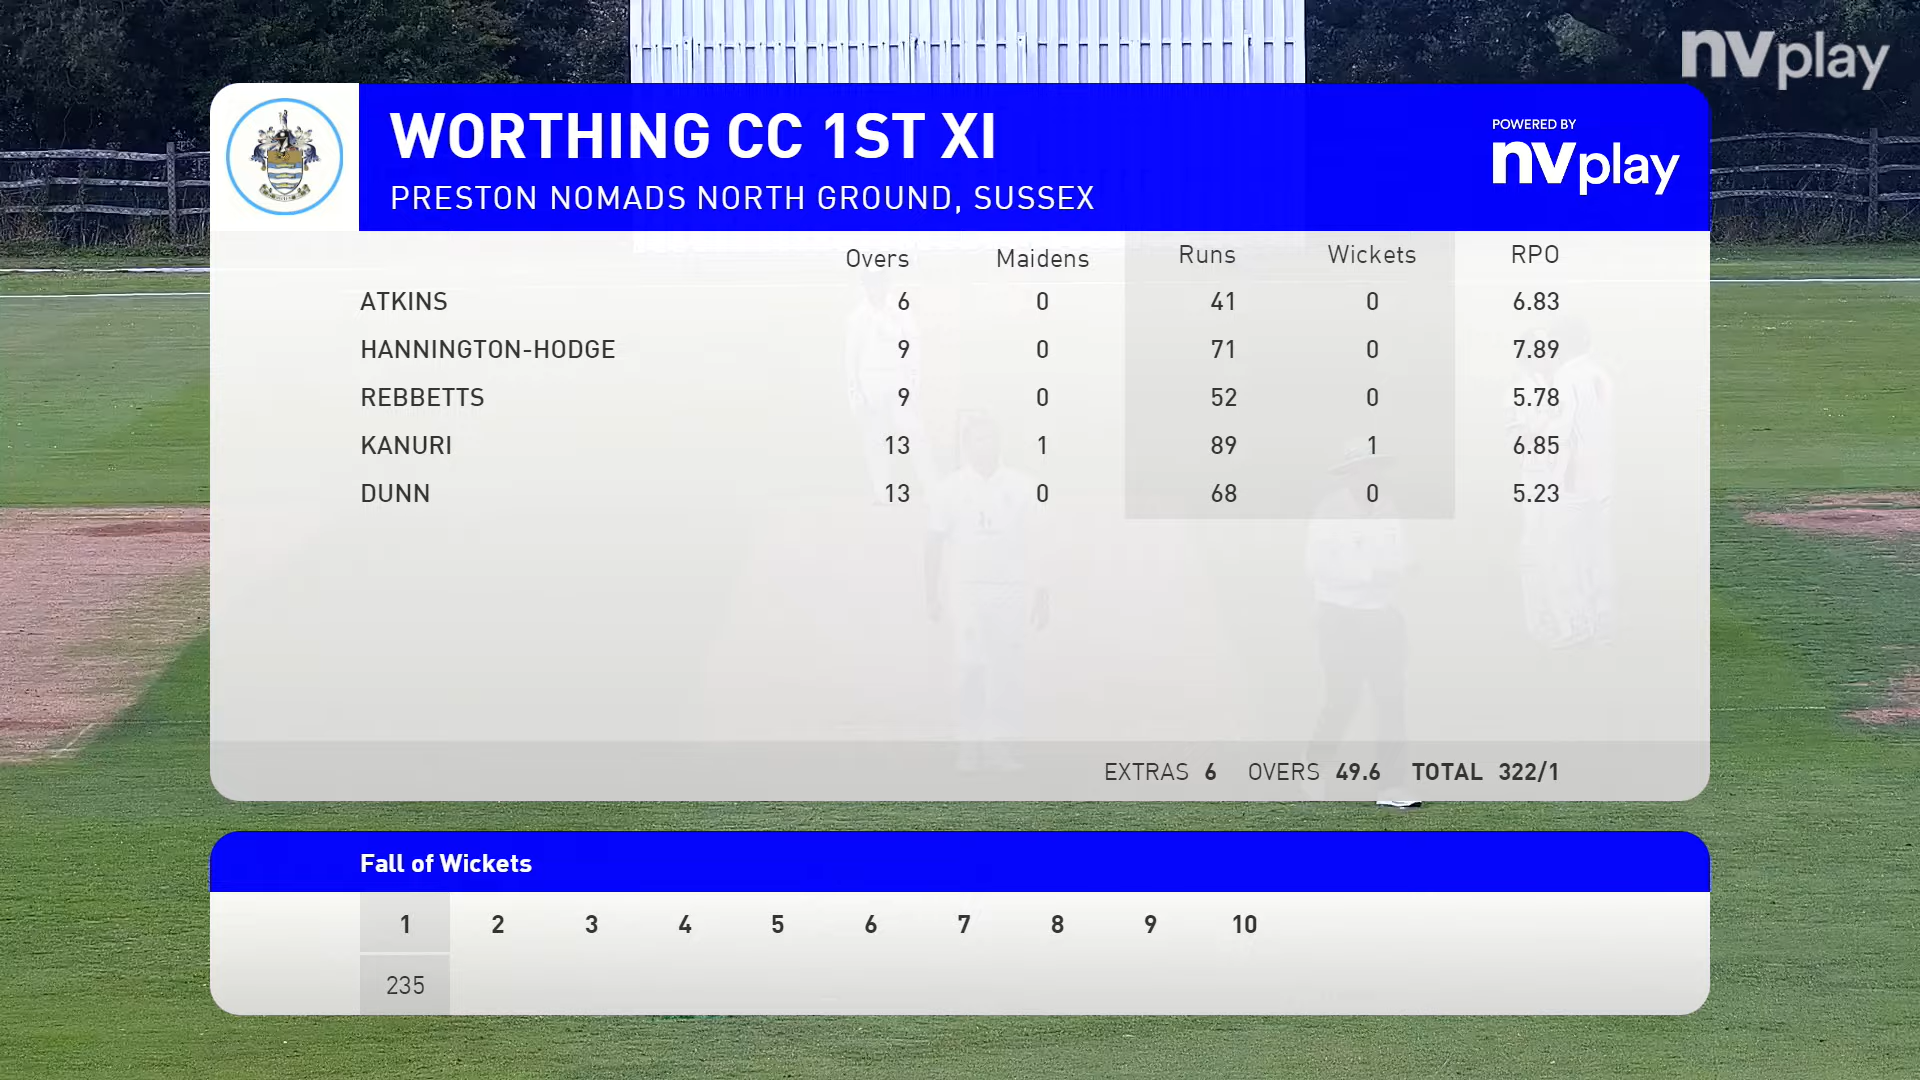 nvplay
WORTHING CC 1ST XI
PRESTON NOMADS NORTH GROUND, SUSSEX
POWERED BY
nvplay
Overs Maidens Runs Wickets RPO
ATKINS 6 0 41 0 6.83
HANNINGTON-HODGE 9 0 71 0 7.89
REBBETTS 9 0 52 0 5.78
KANURI 13 1 89 1 6.85
DUNN 13 0 68 0 5.23
EXTRAS 6 OVERS 49.6 TOTAL 322/1
Fall of Wickets
1 2 3 4 5 6 7 8 9 10
235